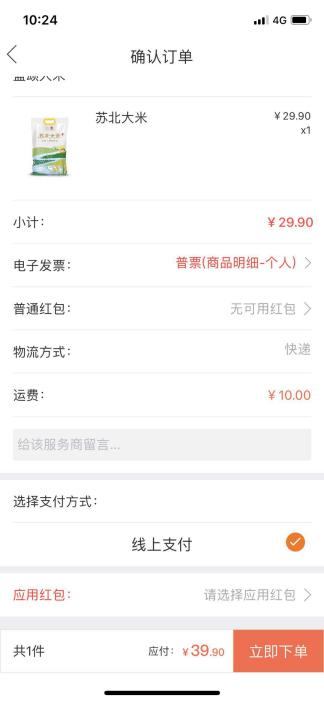 10:24
4G
确认订单
苏北大米
￥29.90
x1
小计：
￥29.90
电子发票：
普票(商品明细-个人)
普通红包：
无可用红包
物流方式：
快递
运费：
￥10.00
给该服务商留言...
选择支付方式：
线上支付
应用红包：
请选择应用红包
共1件
应付：￥39.90
立即下单